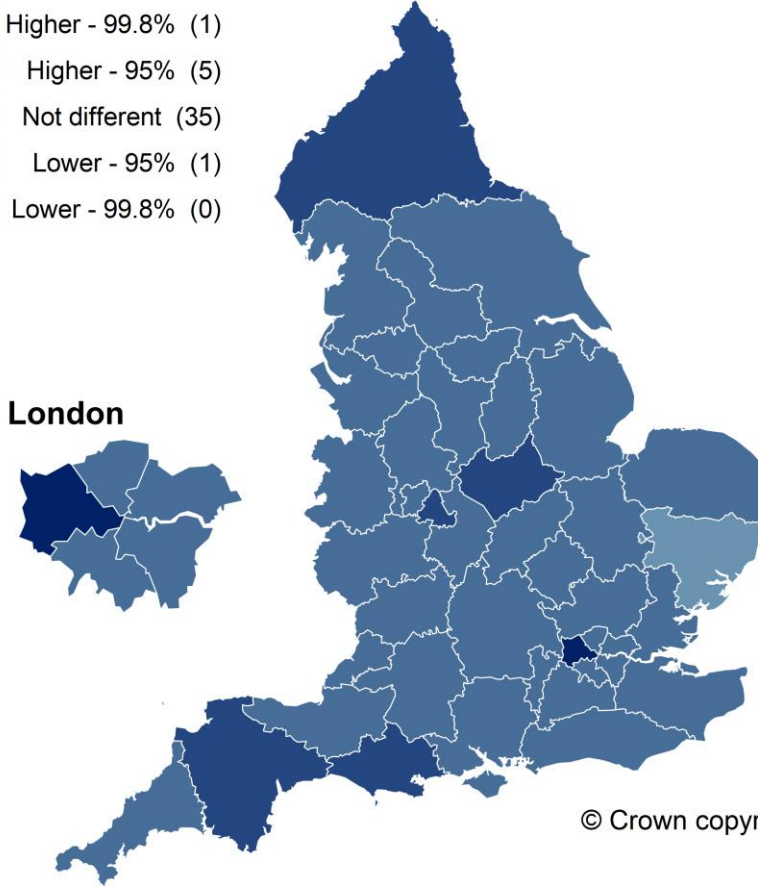 Higher - 99.8% (1)
Higher - 95% (5)
Not different (35)
Lower - 95% (1)
Lower - 99.8% (0)
London
© Crown copyr